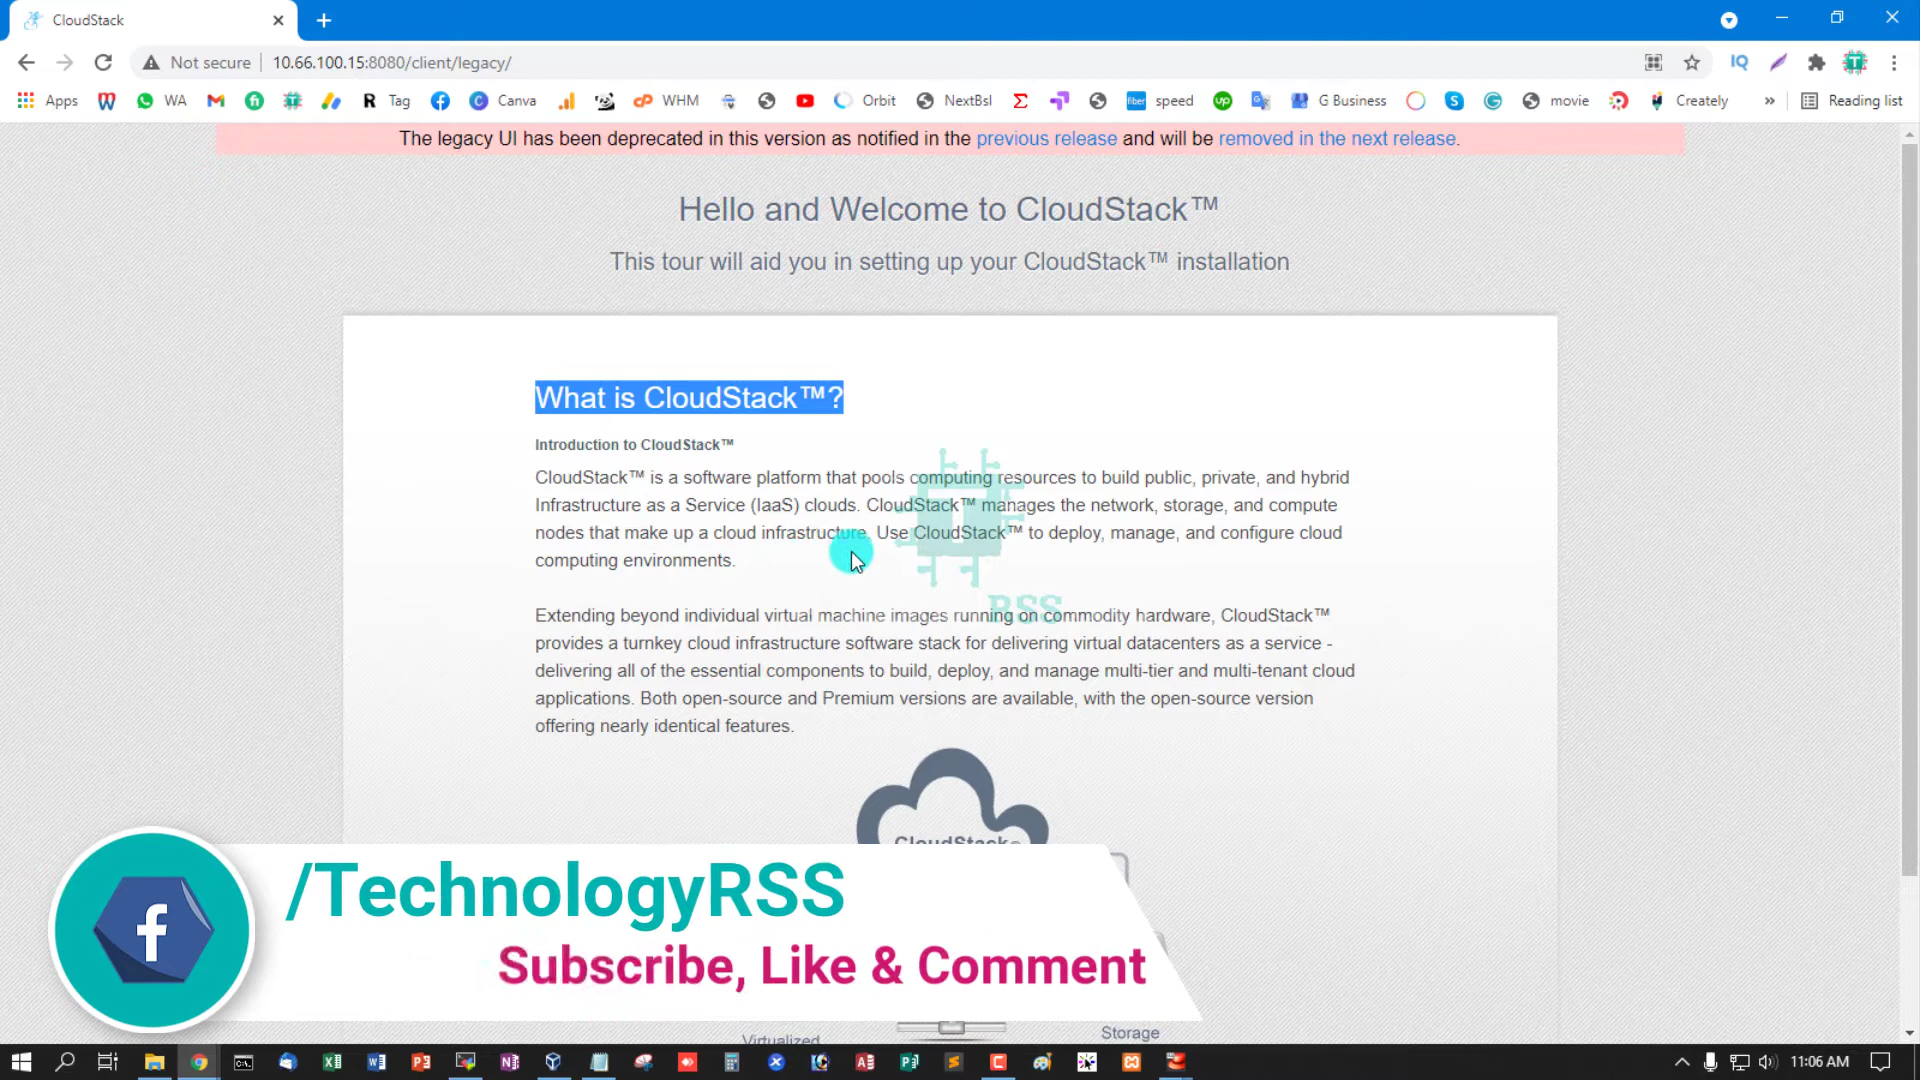 CloudStack
Not secure
10.66.100.15:8080/client/legacy/
IQ
T
Apps
WA
R Tag
Canva
cP WHM
Orbit
NextBsl
fiber speed
up
G Business
movie
Creately
»
Reading list
The legacy UI has been deprecated in this version as notified in the previous release and will be removed in the next release.
Hello and Welcome to CloudStack™
This tour will aid you in setting up your CloudStack™ installation
What is CloudStack™?
Introduction to CloudStack™
CloudStack™ is a software platform that pools computing resources to build public, private, and hybrid
Infrastructure as a Service (IaaS) clouds. CloudStack™ manages the network, storage, and compute
nodes that make up a cloud infrastructure. Use CloudStack™ to deploy, manage, and configure cloud
computing environments.
RSS
Extending beyond individual virtual machine images running on commodity hardware, CloudStack™
provides a turnkey cloud infrastructure software stack for delivering virtual datacenters as a service -
delivering all of the essential components to build, deploy, and manage multi-tier and multi-tenant cloud
applications. Both open-source and Premium versions are available, with the open-source version
offering nearly identical features.
CloudStack
/TechnologyRSS
Subscribe, Like & Comment
Virtualized
Storage
11:06 AM